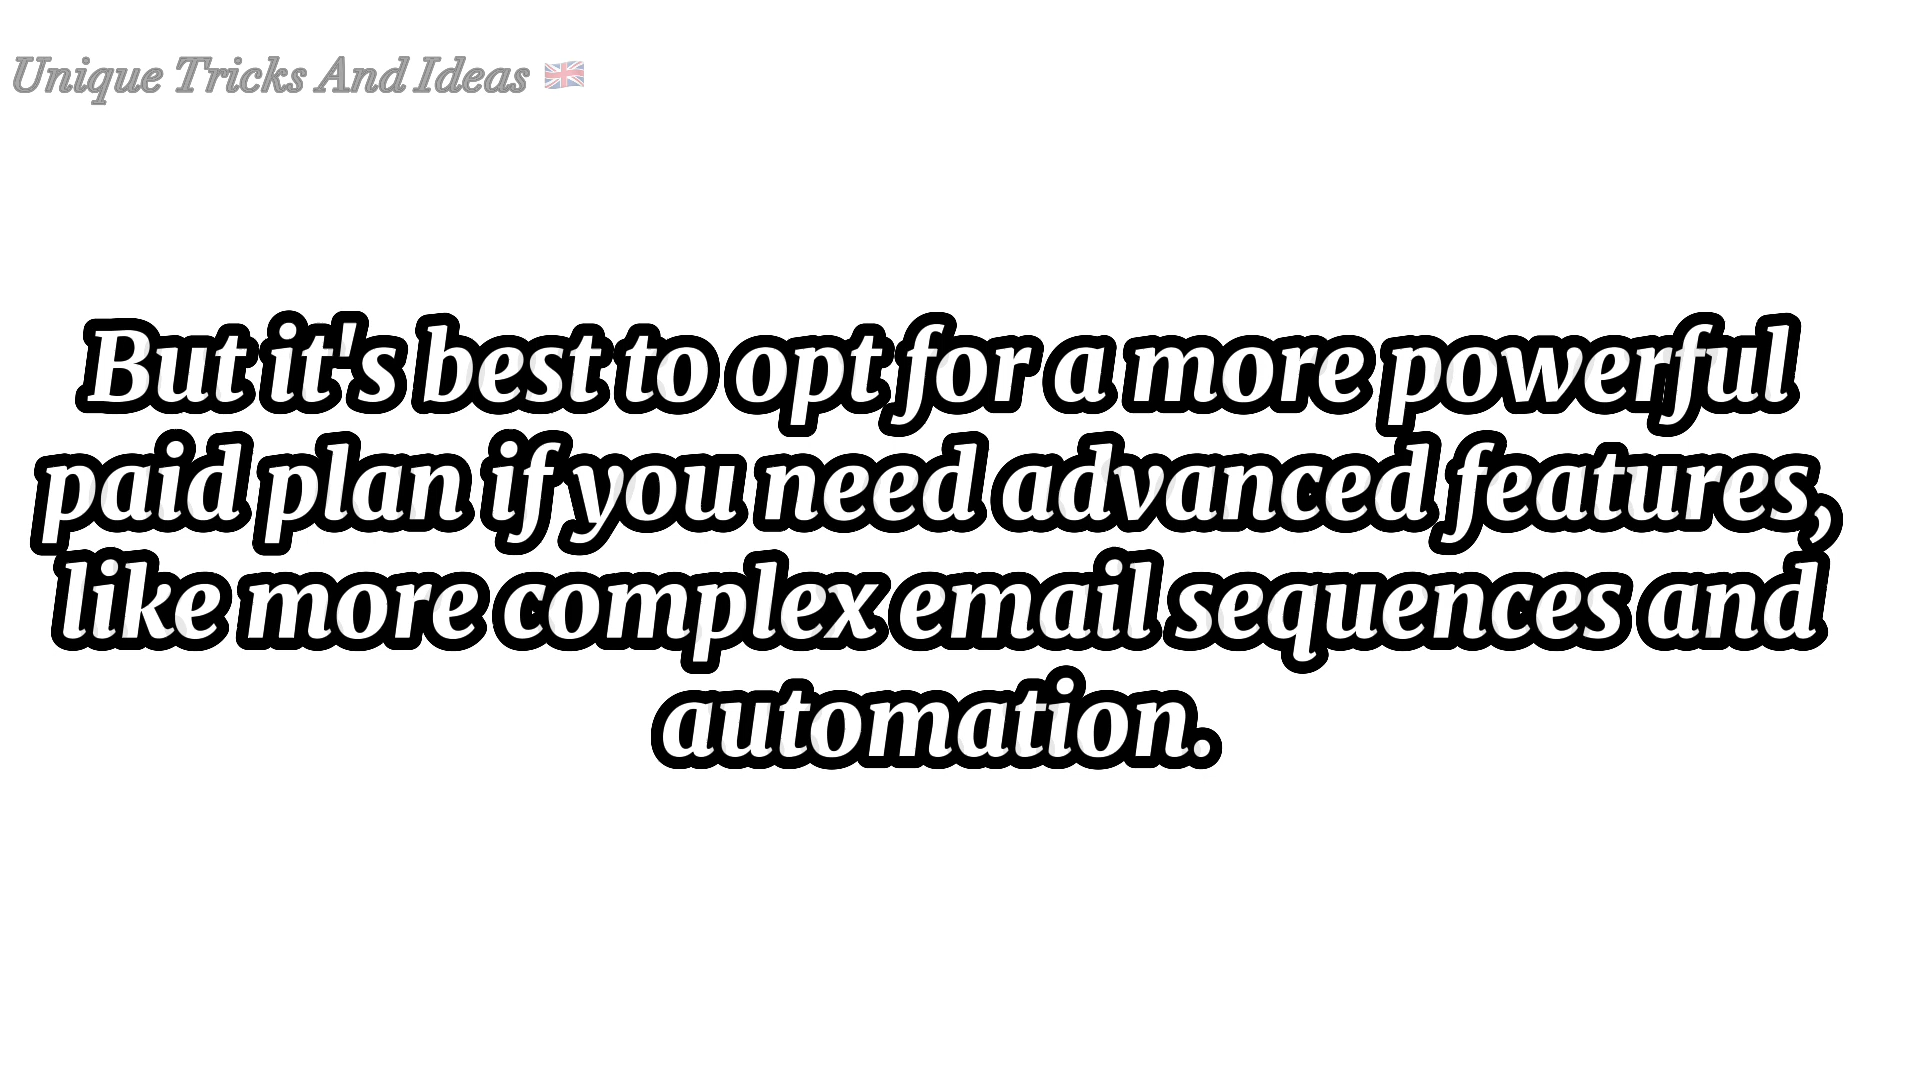 Unique Tricks And Ideas 🇬🇧
But it's best to opt for a more powerful
paid plan if you need advanced features,
like more complex email sequences and
automation.